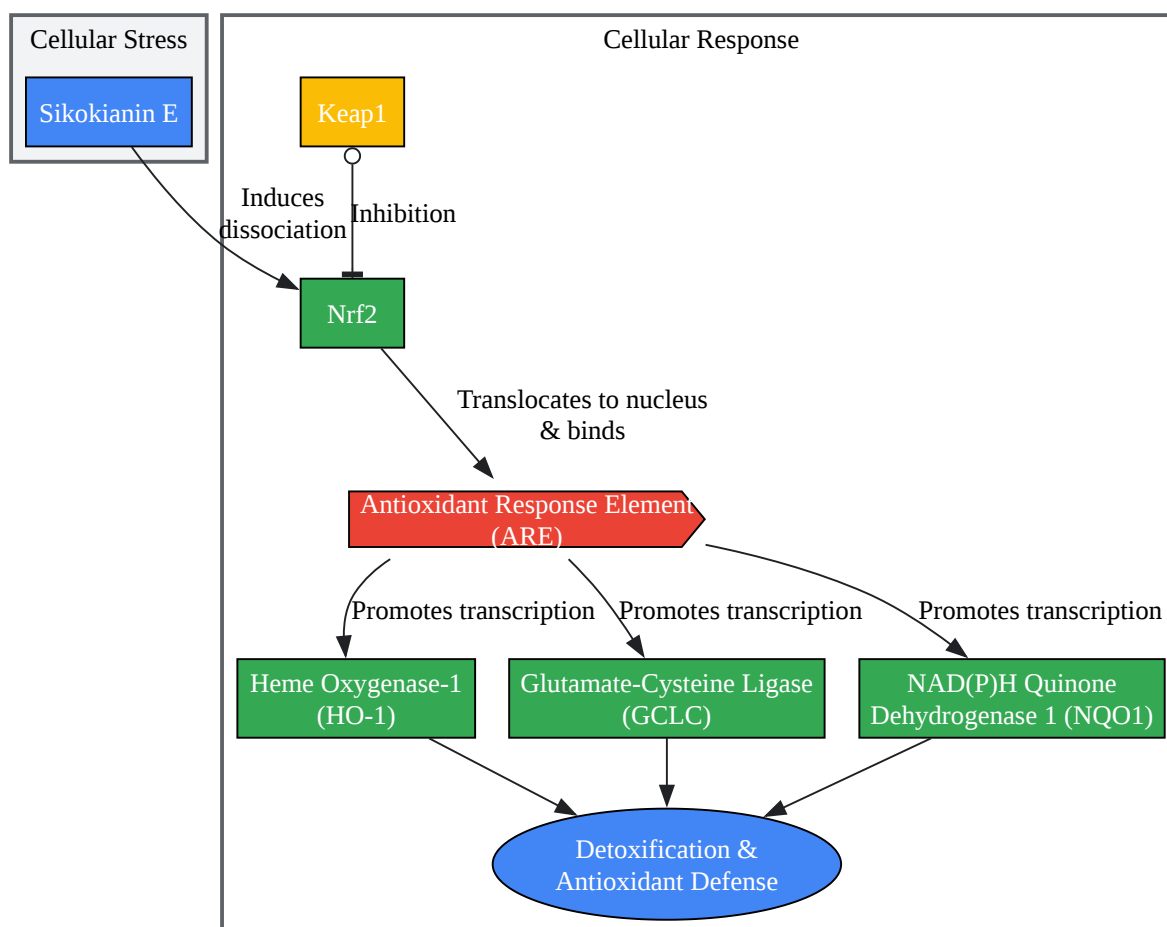 Cellular Stress
Cellular Response
Sikokianin E
Keap1
Induces
dissociation
Inhibition
Nrf2
Translocates to nucleus
& binds
Antioxidant Response Element
(ARE)
Promotes transcription
Promotes transcription
Promotes transcription
Heme Oxygenase-1
(HO-1)
Glutamate-Cysteine Ligase
(GCLC)
NAD(P)H Quinone
Dehydrogenase 1 (NQO1)
Detoxification &
Antioxidant Defense